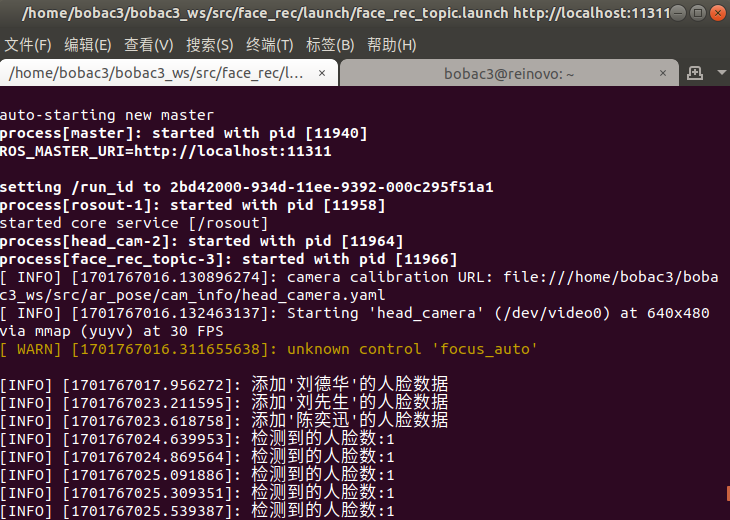 /home/bobac3/bobac3_ws/src/face_rec/launch/face_rec_topic.launch http://localhost:11311
文件(F) 编辑(E) 查看(V) 搜索(S) 终端(T) 标签(B) 帮助(H)
/home/bobac3/bobac3_ws/src/face_rec/l... × bobac3@reinovo: ~ ×
auto-starting new master
process[master]: started with pid [11940]
ROS_MASTER_URI=http://localhost:11311
setting /run_id to 2bd42000-934d-11ee-9392-000c295f51a1
process[rosout-1]: started with pid [11958]
started core service [/rosout]
process[head_cam-2]: started with pid [11964]
process[face_rec_topic-3]: started with pid [11966]
[ INFO] [1701767016.130896274]: camera calibration URL: file:///home/bobac3/boba
c3_ws/src/ar_pose/cam_info/head_camera.yaml
[ INFO] [1701767016.132463137]: Starting 'head_camera' (/dev/video0) at 640x480
via mmap (yuyv) at 30 FPS
[ WARN] [1701767016.311655638]: unknown control 'focus_auto'
[INFO] [1701767017.956272]: 添加'刘德华'的人脸数据
[INFO] [1701767023.211595]: 添加'刘先生'的人脸数据
[INFO] [1701767023.618758]: 添加'陈奕迅'的人脸数据
[INFO] [1701767024.639953]: 检测到的人脸数:1
[INFO] [1701767024.869564]: 检测到的人脸数:1
[INFO] [1701767025.091886]: 检测到的人脸数:1
[INFO] [1701767025.309351]: 检测到的人脸数:1
[INFO] [1701767025.539387]: 检测到的人脸数:1